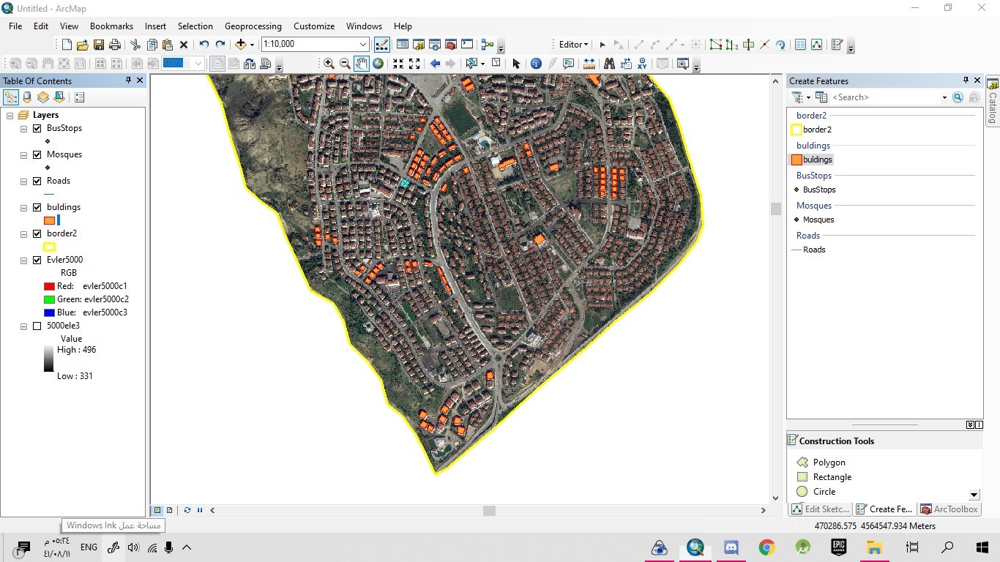 Untitled - ArcMap
File Edit View Bookmarks Insert Selection Geoprocessing Customize Windows Help
1:10,000
Editor
100%
Table Of Contents
Layers
BusStops
Mosques
Roads
buldings
border2
Evler5000
RGB
Red: evler5000c1
Green: evler5000c2
Blue: evler5000c3
5000ele3
Value
High : 496
Low : 331
Create Features
<Search>
border2
border2
buldings
buldings
BusStops
BusStops
Mosques
Mosques
Roads
Roads
Construction Tools
Polygon
Rectangle
Circle
Edit Sketc...
Create Fe...
ArcToolbox
Catalog
470286.575 4564547.934 Meters
مساحة عمل Windows Ink
ENG
٠٥:٢٤ م
٤١/٠٨/١١
EPIC
GAMES